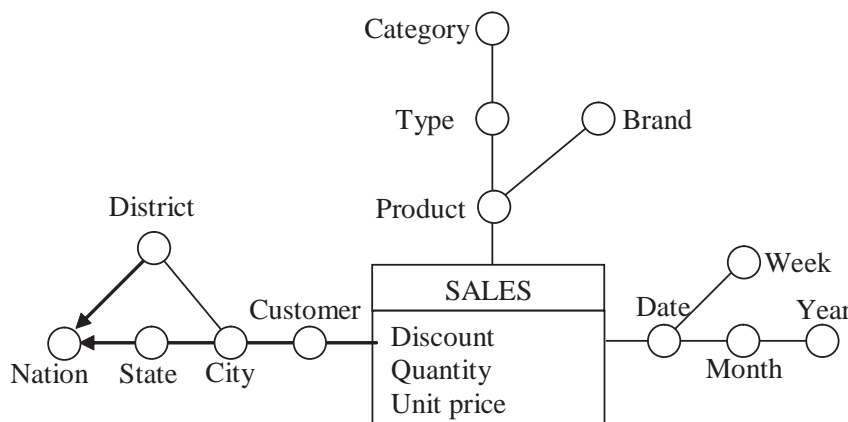 Category
Type
Brand
Product
District
SALES
Week
Customer
Date
Year
Discount
Nation
State
City
Quantity
Month
Unit price